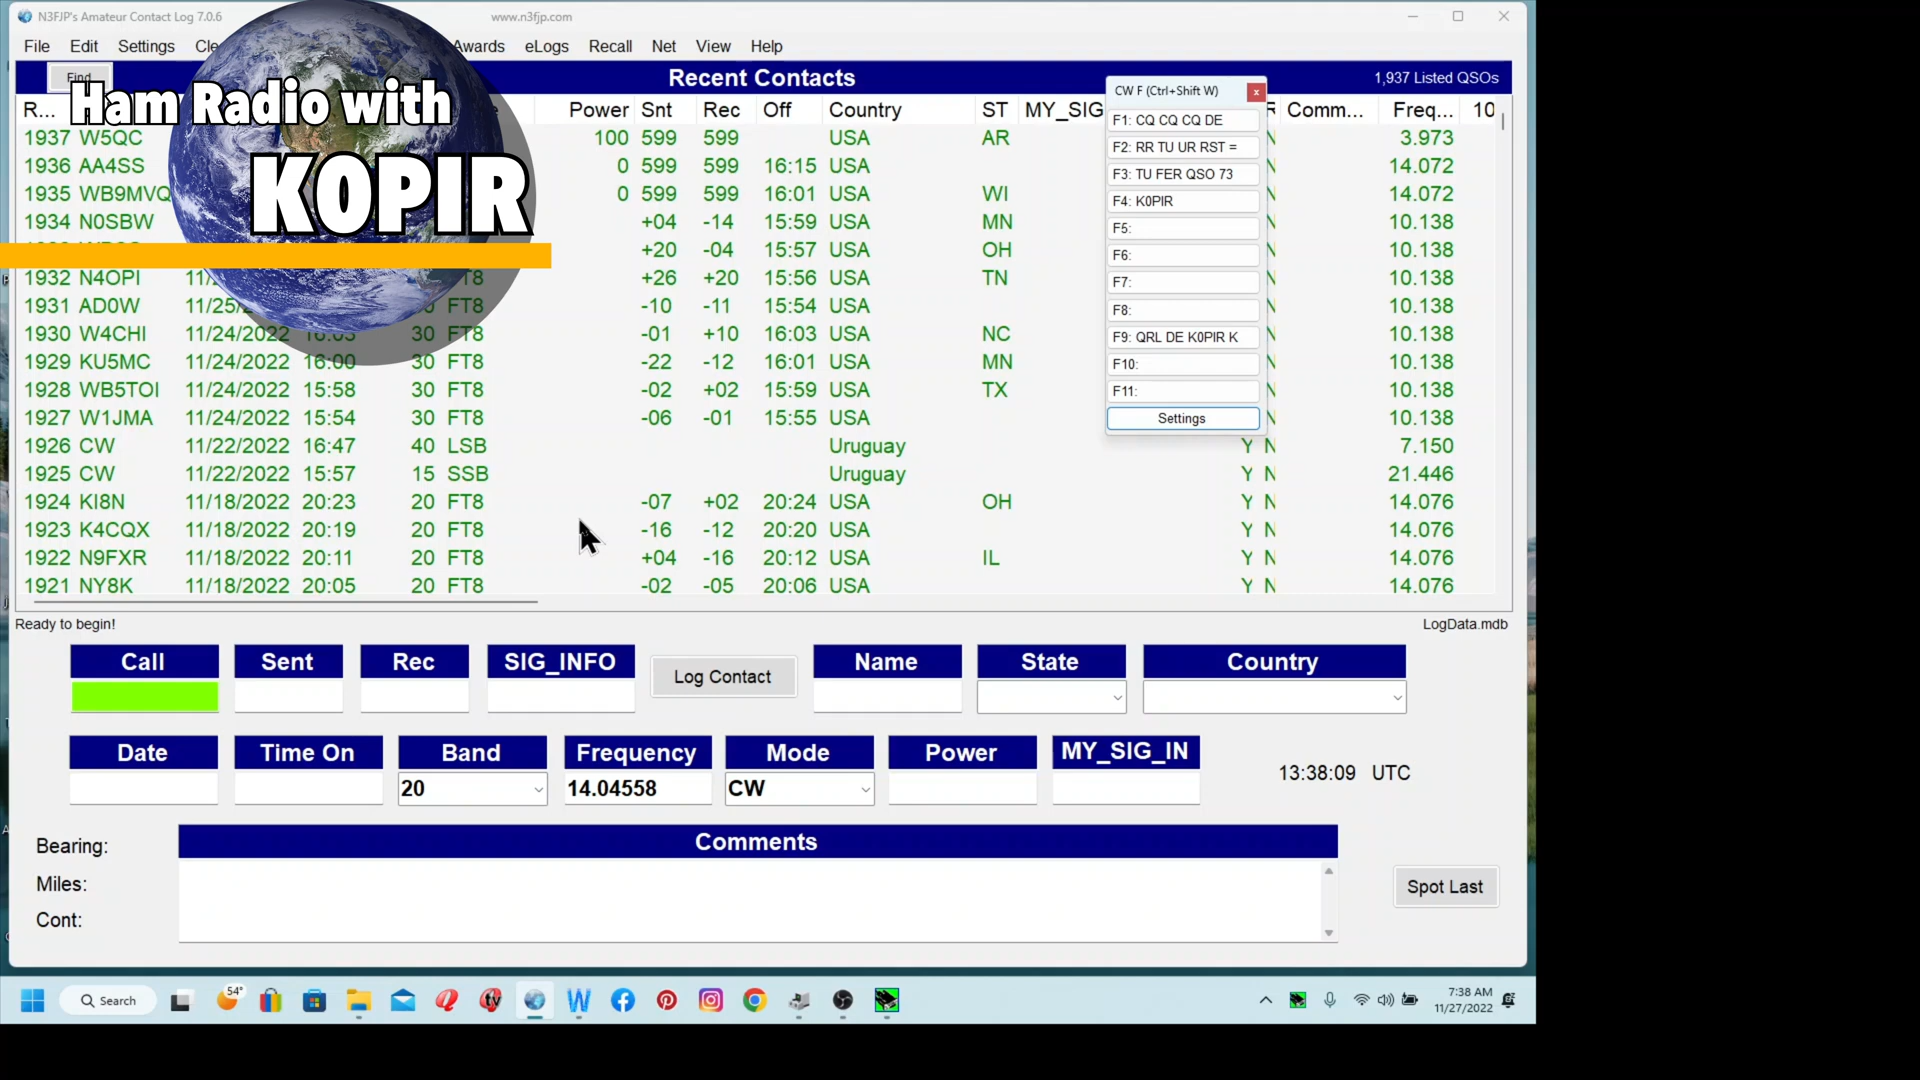 N3FJP's Amateur Contact Log 7.0.6 www.n3fjp.com
File Edit Settings Awards eLogs Recall Net View Help
Find Recent Contacts 1,937 Listed QSOs
Ham Radio with
K0PIR
R... Power Snt Rec Off Country ST MY_SIG Comm... Freq... 10
1937 W5QC 100 599 599 USA AR N 3.973
1936 AA4SS 0 599 599 16:15 USA N 14.072
1935 WB9MVQ 0 599 599 16:01 USA WI N 14.072
1934 N0SBW +04 -14 15:59 USA MN N 10.138
+20 -04 15:57 USA OH N 10.138
1932 N4OPI +26 +20 15:56 USA TN N 10.138
1931 AD0W 11/25/ FT8 -10 -11 15:54 USA N 10.138
1930 W4CHI 11/24/2022 16:03 30 FT8 -01 +10 16:03 USA NC N 10.138
1929 KU5MC 11/24/2022 16:00 30 FT8 -22 -12 16:01 USA MN N 10.138
1928 WB5TOI 11/24/2022 15:58 30 FT8 -02 +02 15:59 USA TX N 10.138
1927 W1JMA 11/24/2022 15:54 30 FT8 -06 -01 15:55 USA N 10.138
1926 CW 11/22/2022 16:47 40 LSB Uruguay Y N 7.150
1925 CW 11/22/2022 15:57 15 SSB Uruguay Y N 21.446
1924 KI8N 11/18/2022 20:23 20 FT8 -07 +02 20:24 USA OH Y N 14.076
1923 K4CQX 11/18/2022 20:19 20 FT8 -16 -12 20:20 USA Y N 14.076
1922 N9FXR 11/18/2022 20:11 20 FT8 +04 -16 20:12 USA IL Y N 14.076
1921 NY8K 11/18/2022 20:05 20 FT8 -02 -05 20:06 USA Y N 14.076
CW F (Ctrl+Shift W) x
F1: CQ CQ CQ DE
F2: RR TU UR RST =
F3: TU FER QSO 73
F4: K0PIR
F5:
F6:
F7:
F8:
F9: QRL DE K0PIR K
F10:
F11:
Settings
Ready to begin! LogData.mdb
Call Sent Rec SIG_INFO Log Contact Name State Country
Date Time On Band Frequency Mode Power MY_SIG_IN
20 14.04558 CW 13:38:09 UTC
Bearing: Comments
Miles: Spot Last
Cont:
54° Search tv 7:38 AM
11/27/2022